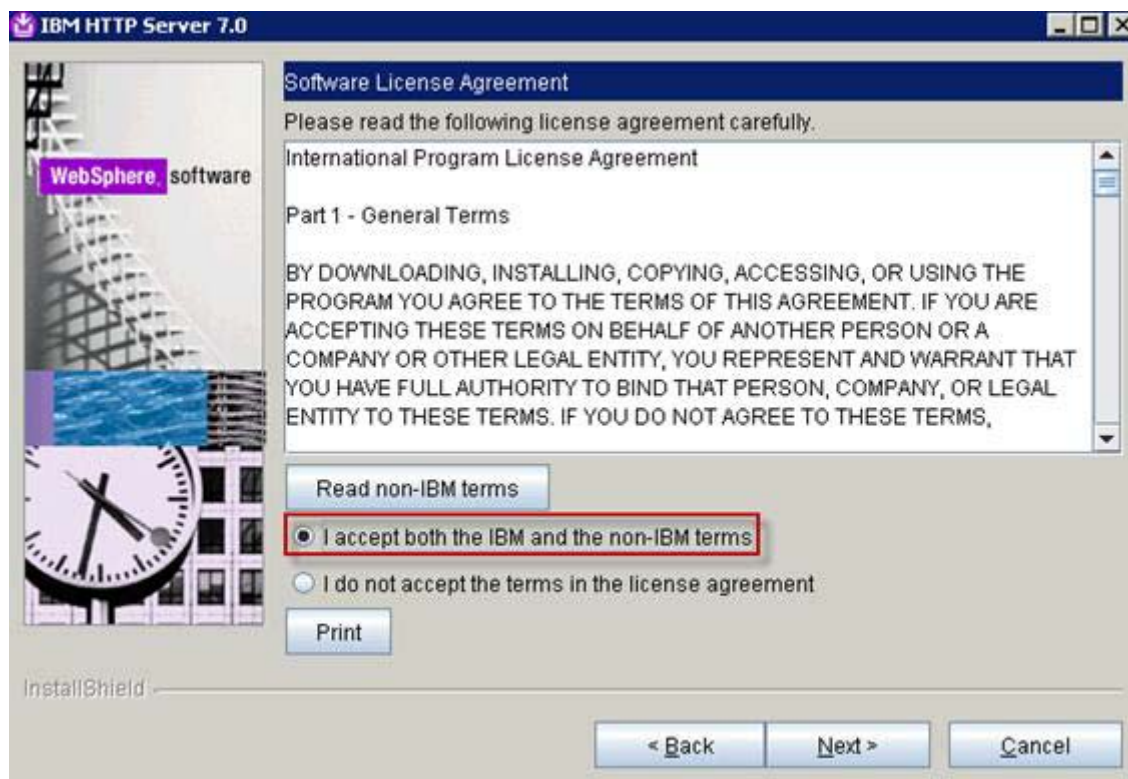 IBM HTTP Server 7.0
WebSphere. software
Software License Agreement
Please read the following license agreement carefully.
International Program License Agreement
Part 1 - General Terms
BY DOWNLOADING, INSTALLING, COPYING, ACCESSING, OR USING THE
PROGRAM YOU AGREE TO THE TERMS OF THIS AGREEMENT. IF YOU ARE
ACCEPTING THESE TERMS ON BEHALF OF ANOTHER PERSON OR A
COMPANY OR OTHER LEGAL ENTITY, YOU REPRESENT AND WARRANT THAT
YOU HAVE FULL AUTHORITY TO BIND THAT PERSON, COMPANY, OR LEGAL
ENTITY TO THESE TERMS. IF YOU DO NOT AGREE TO THESE TERMS,
Read non-IBM terms
I accept both the IBM and the non-IBM terms
I do not accept the terms in the license agreement
Print
InstallShield
< Back
Next >
Cancel